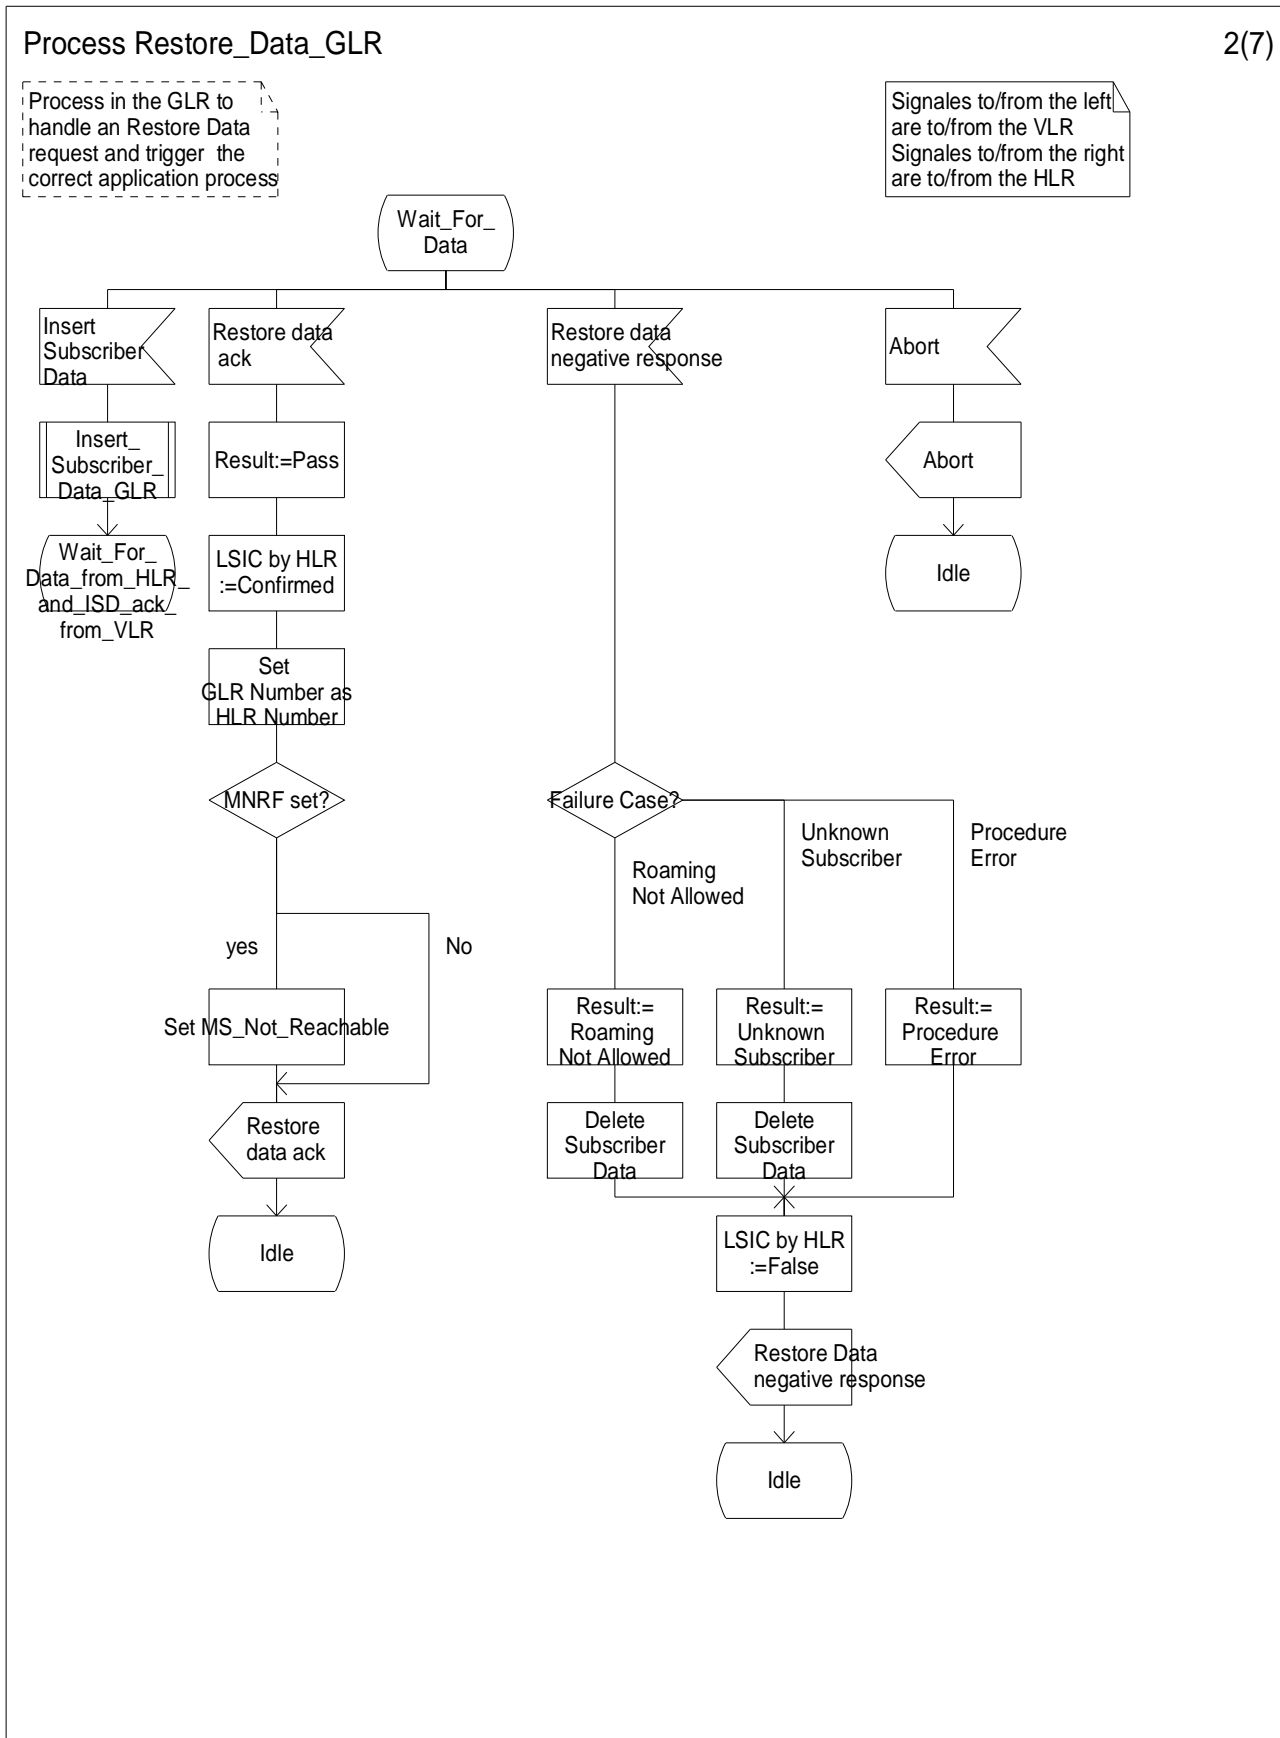 Process Restore_Data_GLR
2(7)
Process in the GLR to
handle an Restore Data
request and trigger the
correct application process
Signales to/from the left
are to/from the VLR
Signales to/from the right
are to/from the HLR
Wait_For_
Data
Insert
Subscriber
Data
Restore data
ack
Restore data
negative response
Abort
Insert_
Subscriber_
Data_GLR
Result:=Pass
Abort
Wait_For_
Data_from_HLR_
and_ISD_ack_
from_VLR
LSIC by HLR
:=Confirmed
Idle
Set
GLR Number as
HLR Number
MNRF set?
Failure Case?
Roaming
Not Allowed
Unknown
Subscriber
Procedure
Error
yes
No
Set MS_Not_Reachable
Result:=
Roaming
Not Allowed
Result:=
Unknown
Subscriber
Result:=
Procedure
Error
Restore
data ack
Delete
Subscriber
Data
Delete
Subscriber
Data
Idle
LSIC by HLR
:=False
Restore Data
negative response
Idle